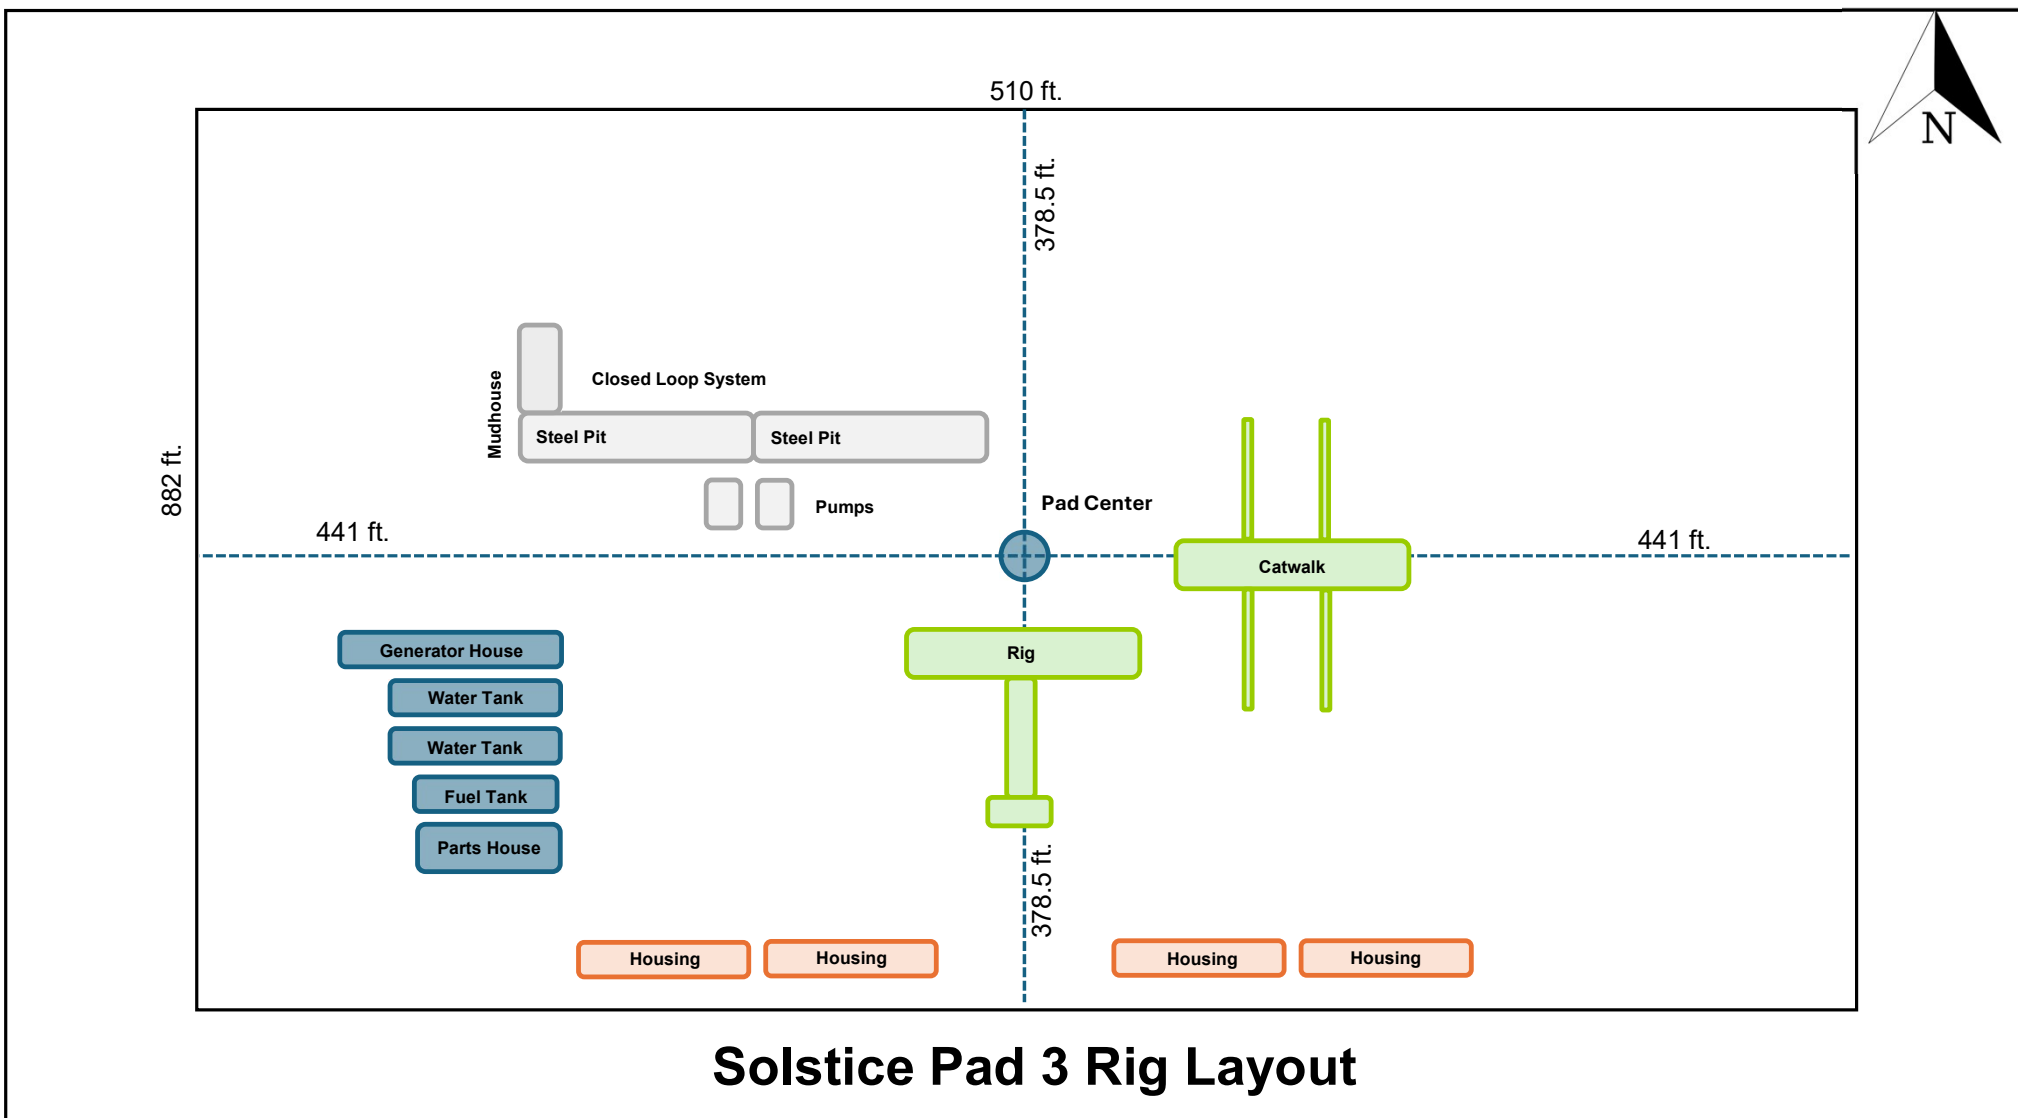 510 ft.
N
378.5 ft.
Mudhouse
Closed Loop System
Steel Pit
Steel Pit
882 ft.
Pumps
Pad Center
441 ft.
441 ft.
Catwalk
Generator House
Rig
Water Tank
Water Tank
Fuel Tank
Parts House
378.5 ft.
Housing
Housing
Housing
Housing
Solstice Pad 3 Rig Layout